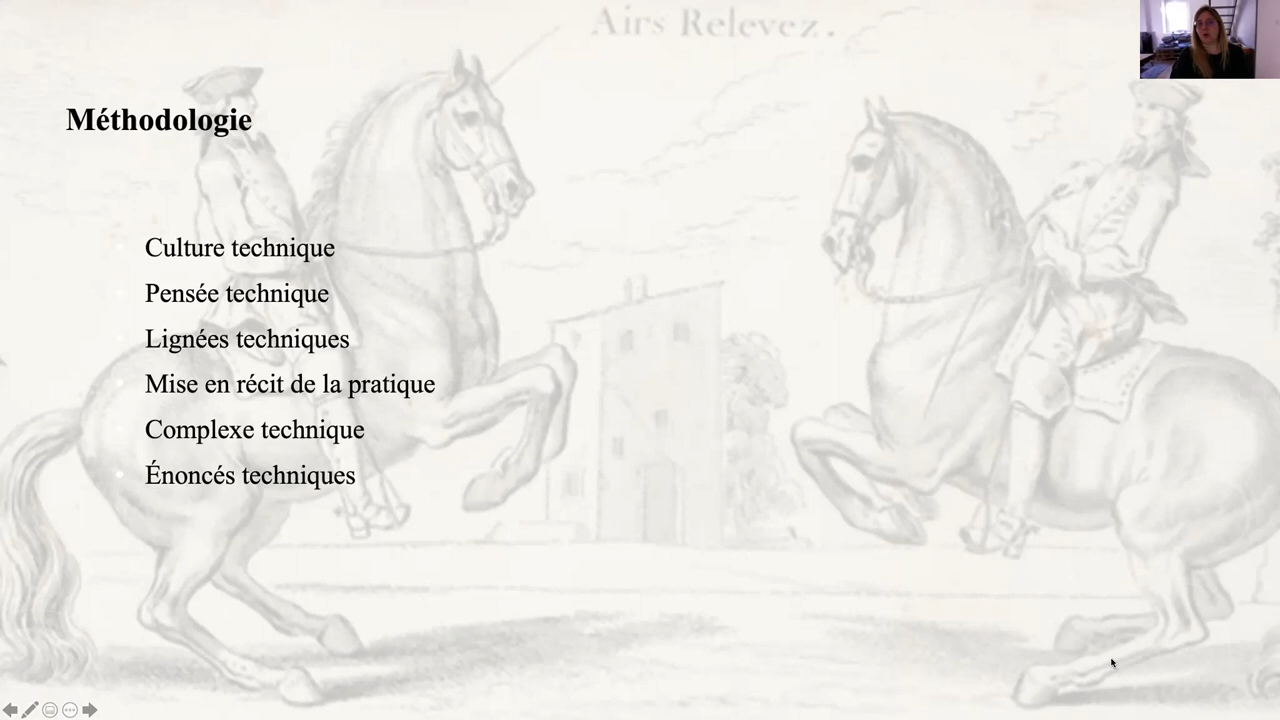 Airs Relevez.
Méthodologie
Culture technique
Pensée technique
Lignées techniques
Mise en récit de la pratique
Complexe technique
Énoncés techniques